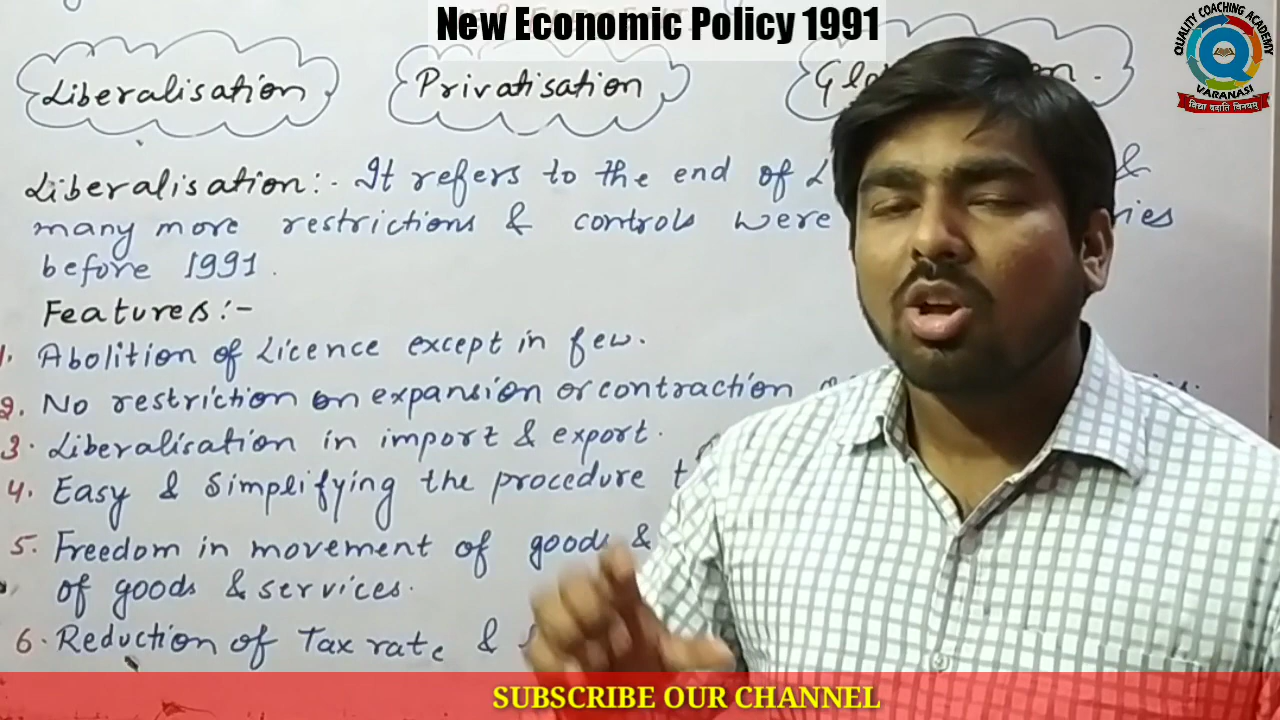 New Economic Policy 1991
QUALITY COACHING ACADEMY
VARANASI
विद्या ददाति विनयम्
Liberalisation
Privatisation
Liberalisation :- It refers to the end of &
many more restrictions & controls were
before 1991.
Features :-
1. Abolition of Licence except in few.
2. No restriction on expansion or contraction
3. Liberalisation in import & export.
4. Easy & Simplifying the procedure
5. Freedom in movement of goods &
of goods & services.
6. Reduction of Tax rate &
SUBSCRIBE OUR CHANNEL